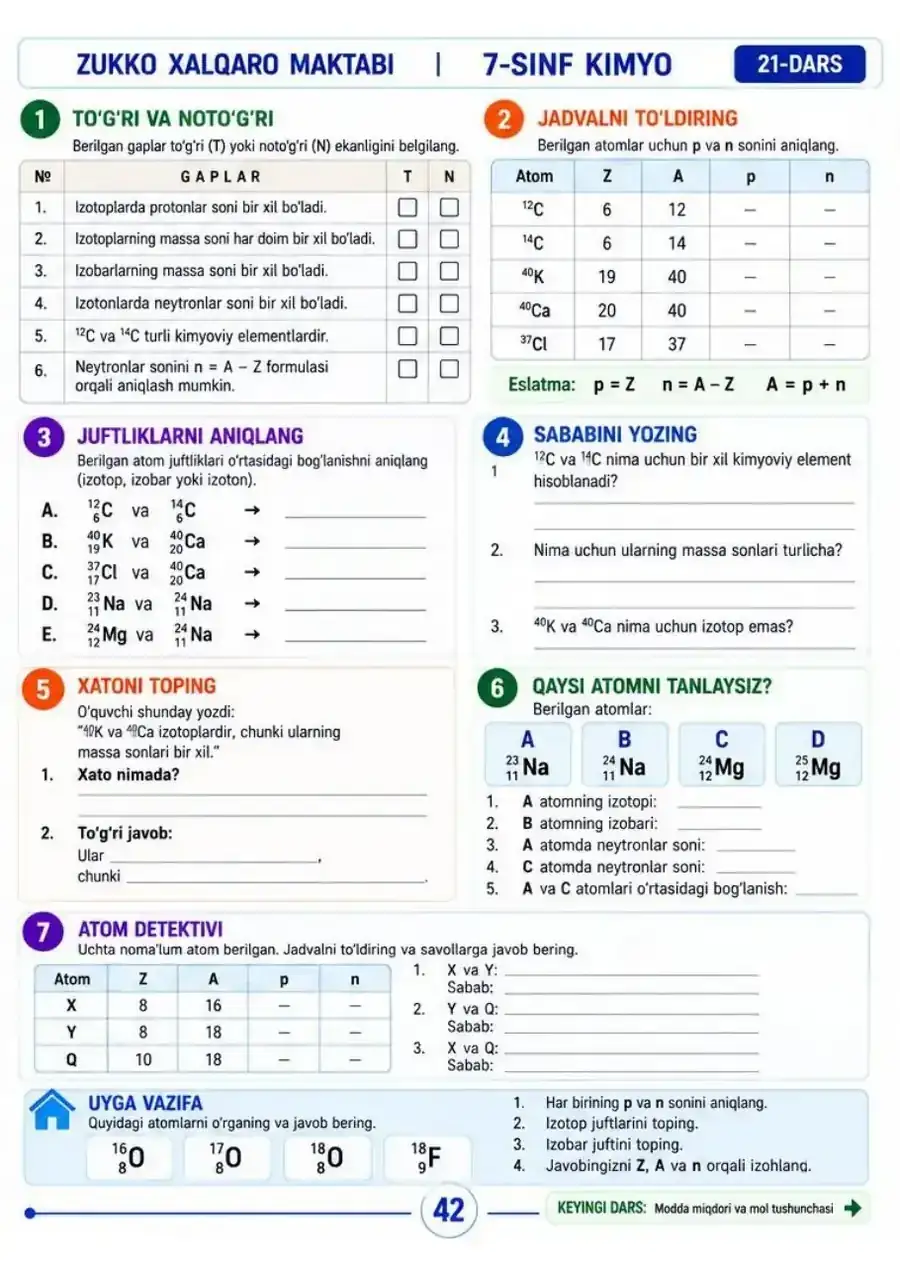 ZUKKO XALQARO MAKTABI | 7-SINF KIMYO 21-DARS
1 TO‘G‘RI VA NOTO‘G‘RI
Berilgan gaplar to‘g‘ri (T) yoki noto‘g‘ri (N) ekanligini belgilang.
№ GAPLAR T N
1. Izotoplarda protonlar soni bir xil bo‘ladi.
2. Izotoplarning massa soni har doim bir xil bo‘ladi.
3. Izobarlarning massa soni bir xil bo‘ladi.
4. Izotonlarda neytronlar soni bir xil bo‘ladi.
5. ¹²C va ¹⁴C turli kimyoviy elementlardir.
6. Neytronlar sonini n = A – Z formulasi
orqali aniqlash mumkin.
2 JADVALNI TO‘LDIRING
Berilgan atomlar uchun p va n sonini aniqlang.
Atom Z A p n
¹²C 6 12 – –
¹⁴C 6 14 – –
⁴⁰K 19 40 – –
⁴⁰Ca 20 40 – –
³⁷Cl 17 37 – –
Eslatma: p = Z n = A – Z A = p + n
3 JUFTLIKLARNI ANIQLANG
Berilgan atom juftliklari o‘rtasidagi bog‘lanishni aniqlang
(izotop, izobar yoki izoton).
A. ¹²₆C va ¹⁴₆C →
B. ⁴⁰₁₉K va ⁴⁰₂₀Ca →
C. ³⁷₁₇Cl va ⁴⁰₂₀Ca →
D. ²³₁₁Na va ²⁴₁₁Na →
E. ²⁴₁₂Mg va ²⁴₁₁Na →
4 SABABINI YOZING
1 ¹²C va ¹⁴C nima uchun bir xil kimyoviy element
hisoblanadi?
2. Nima uchun ularning massa sonlari turlicha?
3. ⁴⁰K va ⁴⁰Ca nima uchun izotop emas?
5 XATONI TOPING
O‘quvchi shunday yozdi:
“⁴⁰K va ⁴⁰Ca izotoplardir, chunki ularning
massa sonlari bir xil.”
1. Xato nimada?
2. To‘g‘ri javob:
Ular ,
chunki .
6 QAYSI ATOMNI TANLAYSIZ?
Berilgan atomlar:
A B C D
²³₁₁Na ²⁴₁₁Na ²⁴₁₂Mg ²⁵₁₂Mg
1. A atomning izotopi:
2. B atomning izobari:
3. A atomda neytronlar soni:
4. C atomda neytronlar soni:
5. A va C atomlari o‘rtasidagi bog‘lanish:
7 ATOM DETEKTIVI
Uchta noma’lum atom berilgan. Jadvalni to‘ldiring va savollarga javob bering.
Atom Z A p n
X 8 16 – –
Y 8 18 – –
Q 10 18 – –
1. X va Y:
Sabab:
2. Y va Q:
Sabab:
3. X va Q:
Sabab:
UYGA VAZIFA
Quyidagi atomlarni o‘rganing va javob bering.
¹⁶₈O ¹⁷₈O ¹⁸₈O ¹⁸₉F
1. Har birining p va n sonini aniqlang.
2. Izotop juftlarini toping.
3. Izobar juftini toping.
4. Javobingizni Z, A va n orqali izohlang.
42
KEYINGI DARS: Modda miqdori va mol tushunchasi →